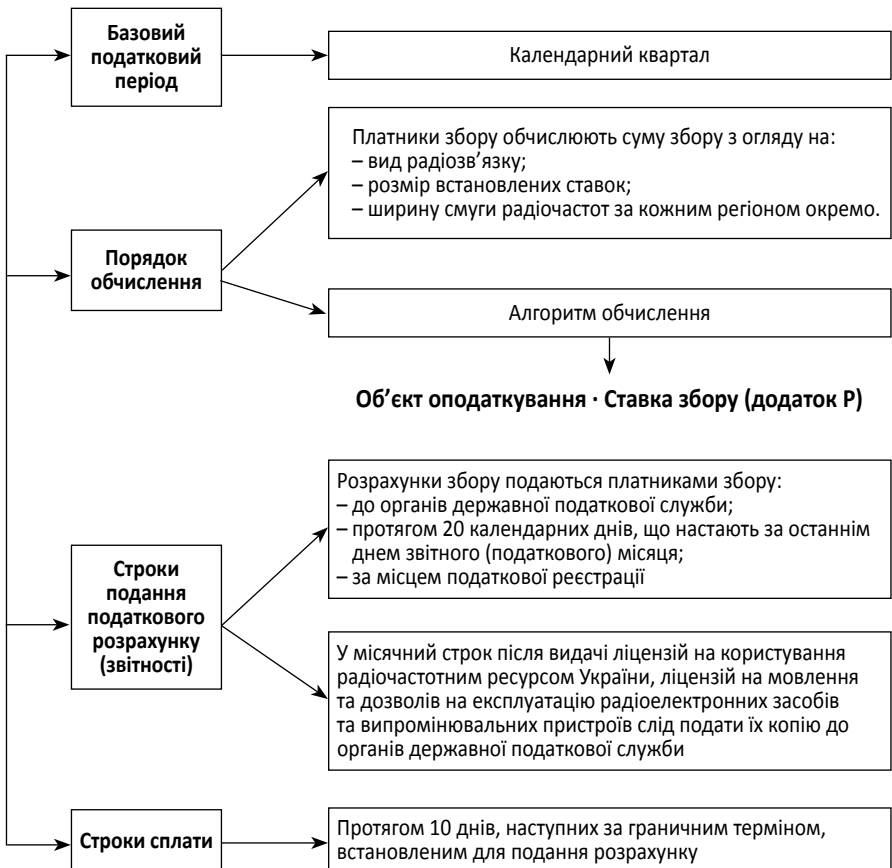 Базовий
податковий
період
Календарний квартал
Платники збору обчислюють суму збору з огляду на:
– вид радіозв’язку;
– розмір встановлених ставок;
– ширину смуги радіочастот за кожним регіоном окремо.
Порядок
обчислення
Алгоритм обчислення
Об’єкт оподаткування · Ставка збору (додаток Р)
Розрахунки збору подаються платниками збору:
– до органів державної податкової служби;
– протягом 20 календарних днів, що настають за останнім
днем звітного (податкового) місяця;
– за місцем податкової реєстрації
Строки
подання
податкового
розрахунку
(звітності)
У місячний строк після видачі ліцензій на користування
радіочастотним ресурсом України, ліцензій на мовлення
та дозволів на експлуатацію радіоелектронних засобів
та випромінювальних пристроїв слід подати їх копію до
органів державної податкової служби
Строки сплати
Протягом 10 днів, наступних за граничним терміном,
встановленим для подання розрахунку